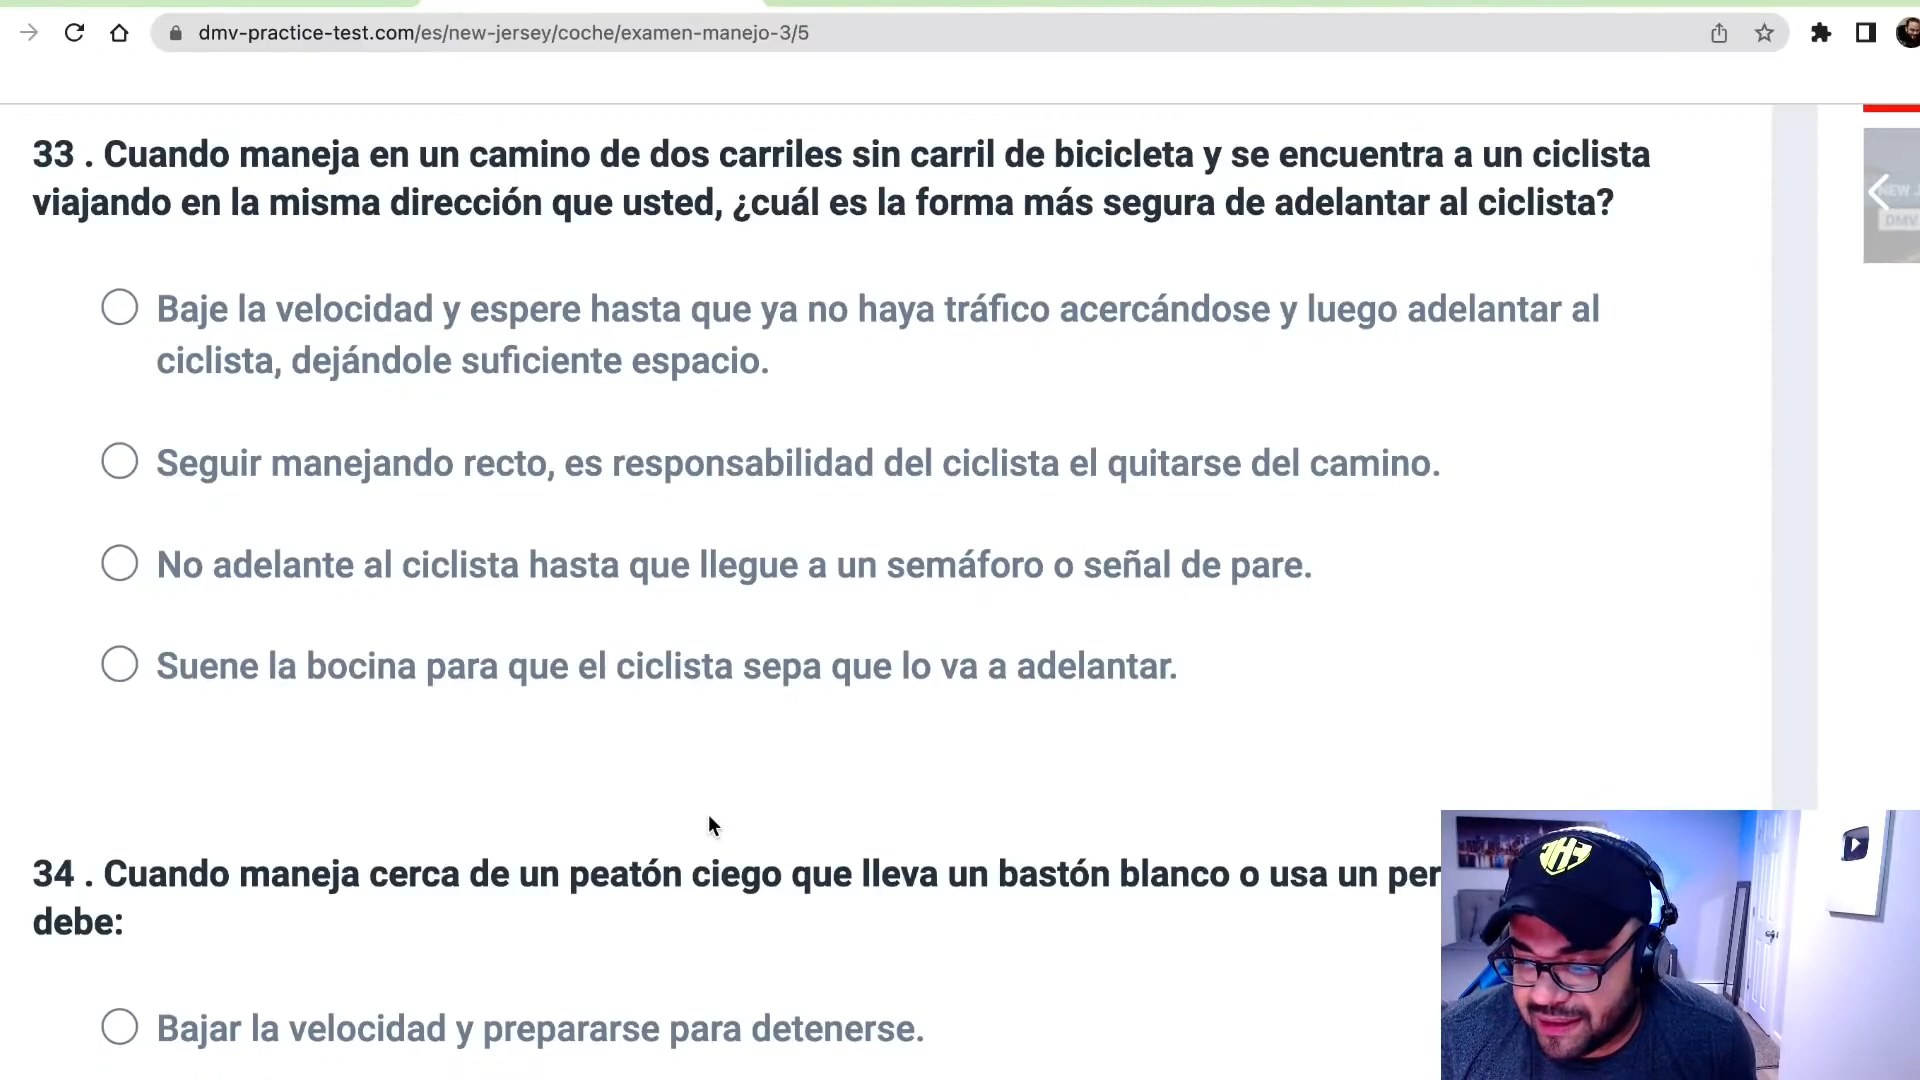 dmv-practice-test.com/es/new-jersey/coche/examen-manejo-3/5
33 . Cuando maneja en un camino de dos carriles sin carril de bicicleta y se encuentra a un ciclista
viajando en la misma dirección que usted, ¿cuál es la forma más segura de adelantar al ciclista?
NEW J
DMV
Baje la velocidad y espere hasta que ya no haya tráfico acercándose y luego adelantar al
ciclista, dejándole suficiente espacio.
Seguir manejando recto, es responsabilidad del ciclista el quitarse del camino.
No adelante al ciclista hasta que llegue a un semáforo o señal de pare.
Suene la bocina para que el ciclista sepa que lo va a adelantar.
34 . Cuando maneja cerca de un peatón ciego que lleva un bastón blanco o usa un per
debe:
Bajar la velocidad y prepararse para detenerse.